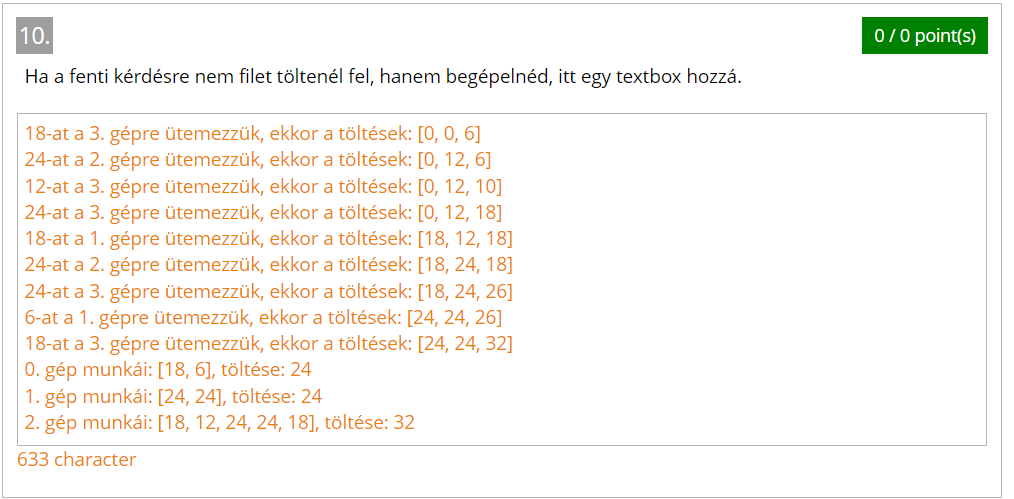 10.
0 / 0 point(s)
Ha a fenti kérdésre nem filet töltenél fel, hanem begépelnéd, itt egy textbox hozzá.
18-at a 3. gépre ütemezzük, ekkor a töltések: [0, 0, 6]
24-at a 2. gépre ütemezzük, ekkor a töltések: [0, 12, 6]
12-at a 3. gépre ütemezzük, ekkor a töltések: [0, 12, 10]
24-at a 3. gépre ütemezzük, ekkor a töltések: [0, 12, 18]
18-at a 1. gépre ütemezzük, ekkor a töltések: [18, 12, 18]
24-at a 2. gépre ütemezzük, ekkor a töltések: [18, 24, 18]
24-at a 3. gépre ütemezzük, ekkor a töltések: [18, 24, 26]
6-at a 1. gépre ütemezzük, ekkor a töltések: [24, 24, 26]
18-at a 3. gépre ütemezzük, ekkor a töltések: [24, 24, 32]
0. gép munkái: [18, 6], töltése: 24
1. gép munkái: [24, 24], töltése: 24
2. gép munkái: [18, 12, 24, 24, 18], töltése: 32
633 character